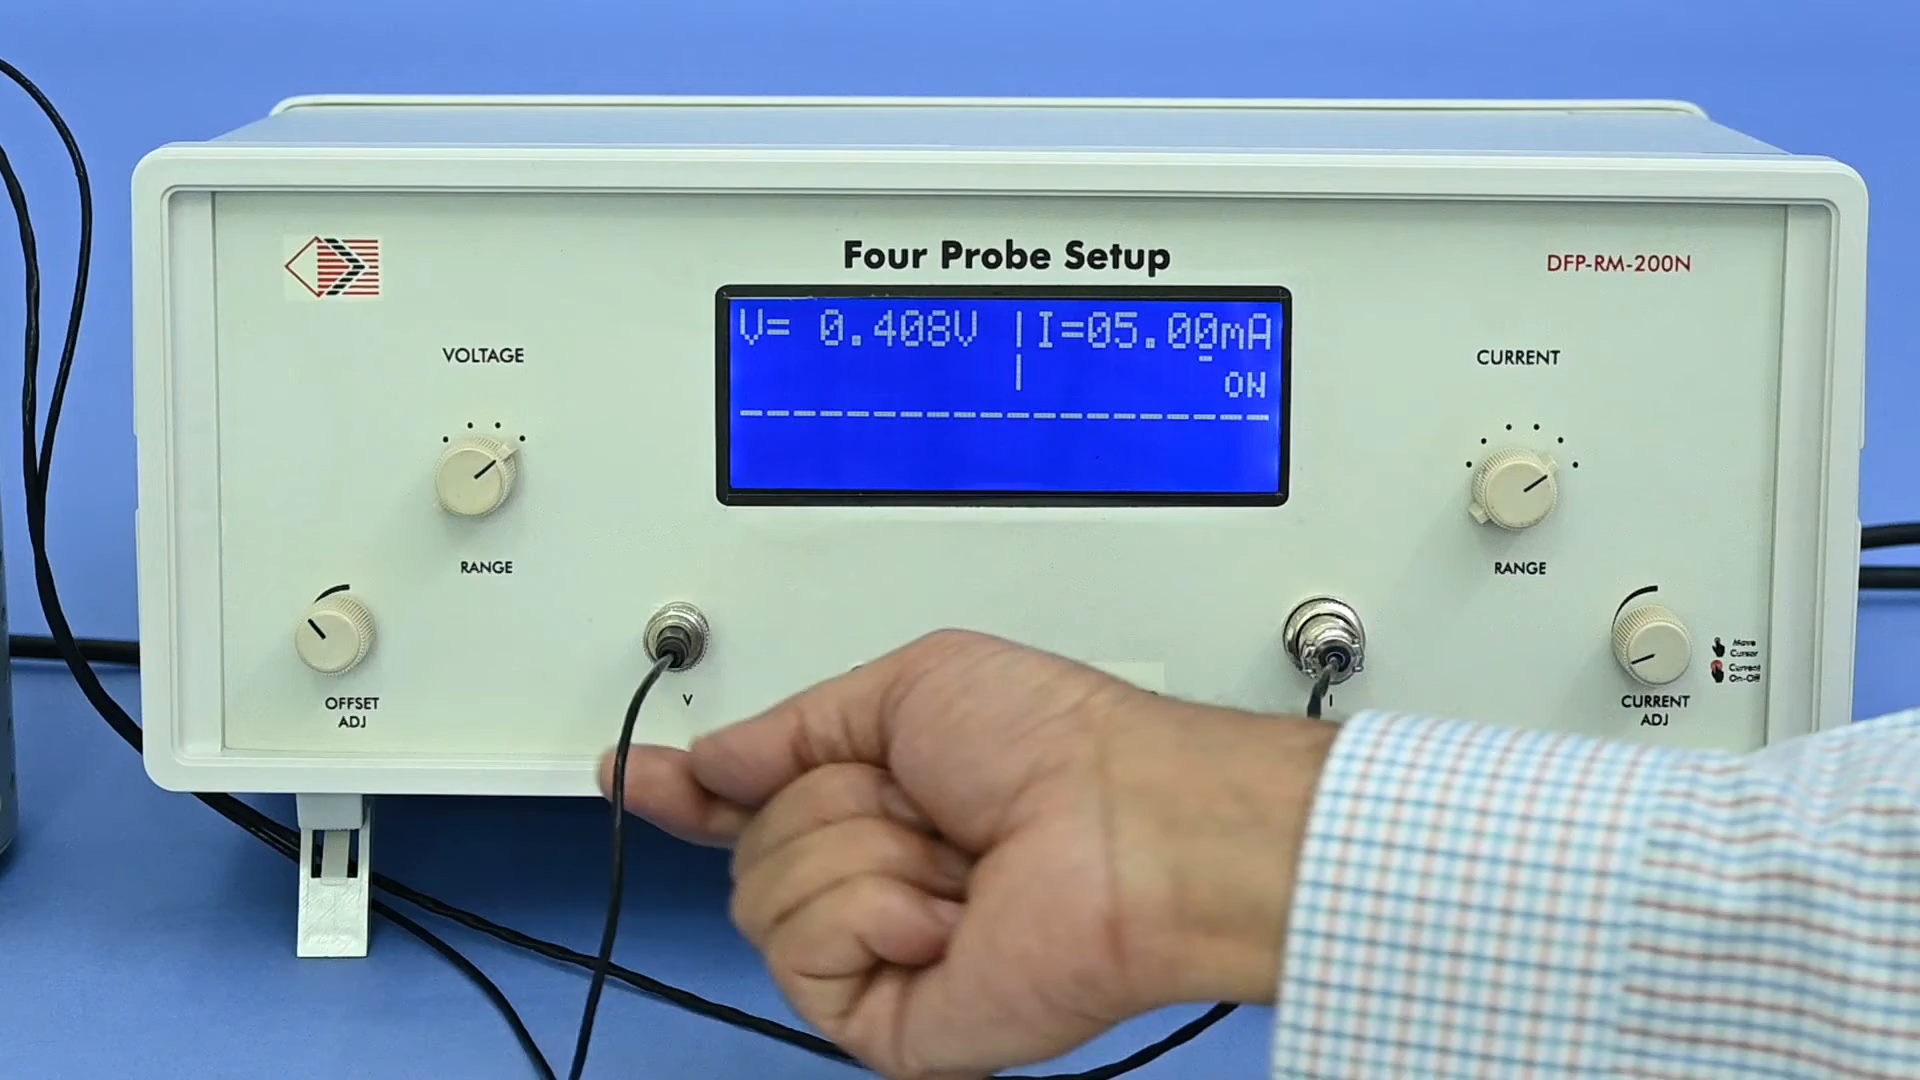 Four Probe Setup
DFP-RM-200N
V= 0.408V |I=05.00mA
| ON
VOLTAGE
CURRENT
RANGE
RANGE
OFFSET
ADJ
V
I
CURRENT
ADJ
Move
Cursor
Current
On-Off